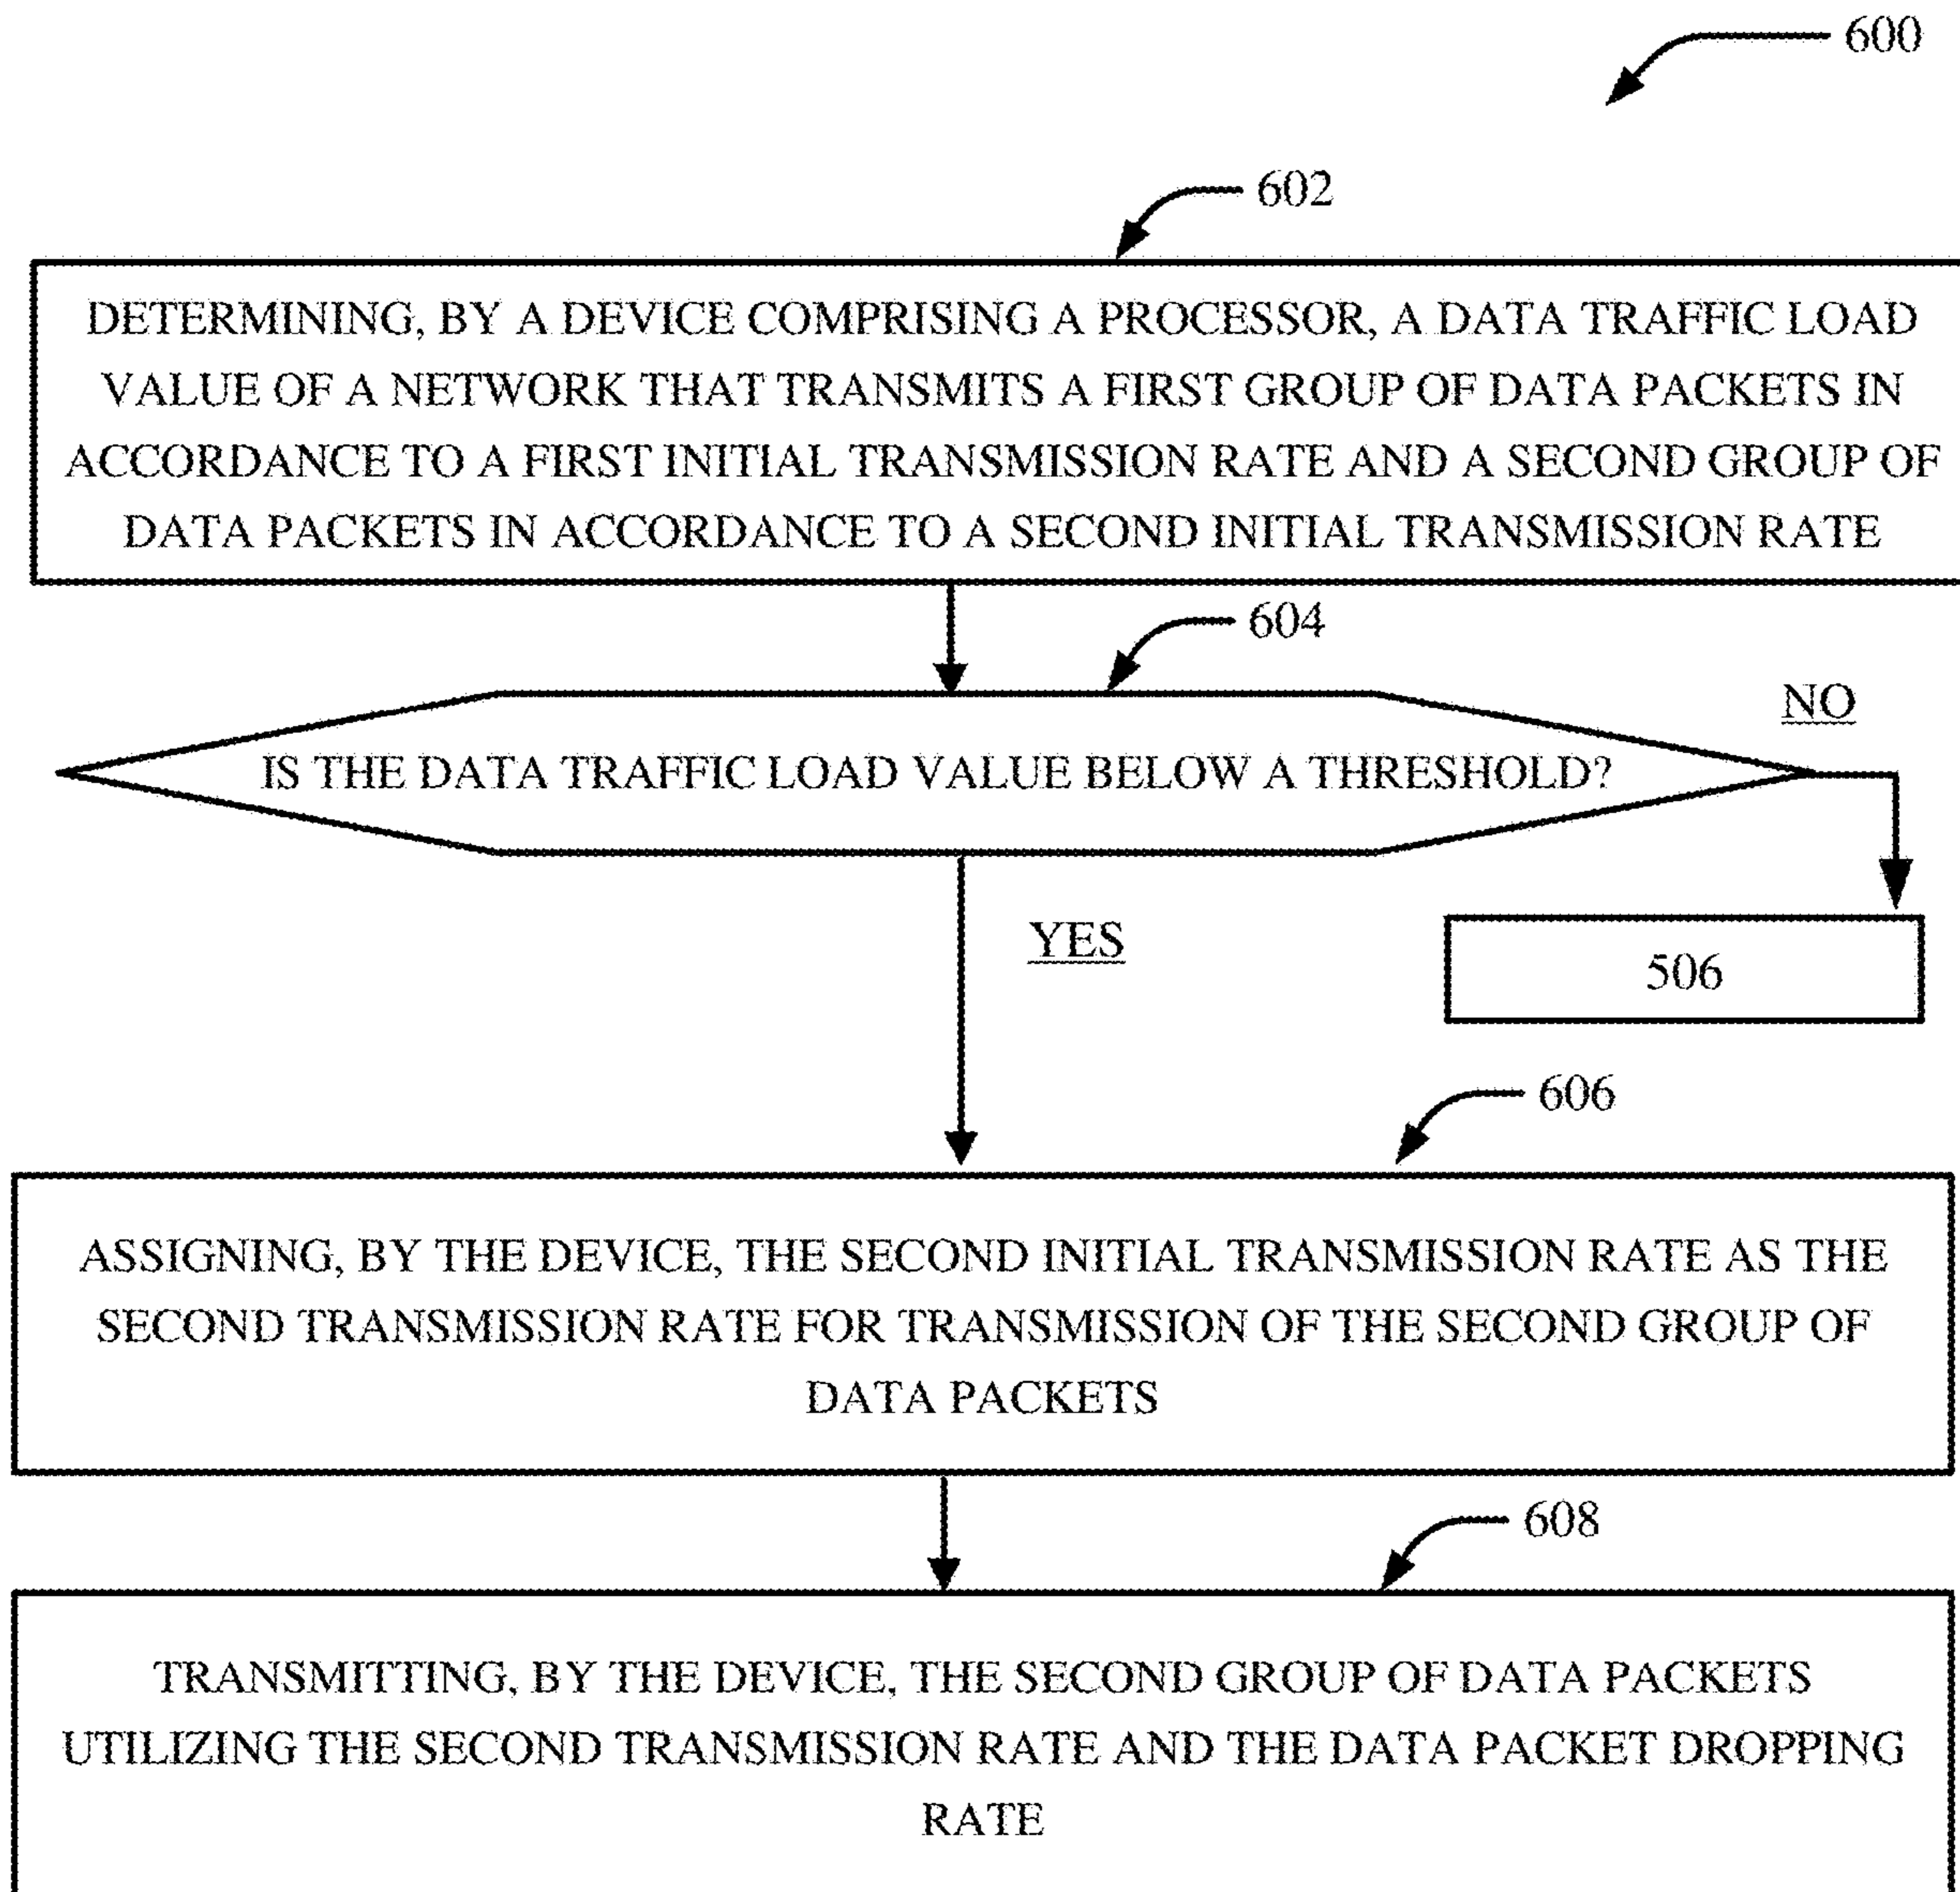 600
602
DETERMINING, BY A DEVICE COMPRISING A PROCESSOR, A DATA TRAFFIC LOAD
VALUE OF A NETWORK THAT TRANSMITS A FIRST GROUP OF DATA PACKETS IN
ACCORDANCE TO A FIRST INITIAL TRANSMISSION RATE AND A SECOND GROUP OF
DATA PACKETS IN ACCORDANCE TO A SECOND INITIAL TRANSMISSION RATE
604
NO
IS THE DATA TRAFFIC LOAD VALUE BELOW A THRESHOLD?
YES
506
606
ASSIGNING, BY THE DEVICE, THE SECOND INITIAL TRANSMISSION RATE AS THE
SECOND TRANSMISSION RATE FOR TRANSMISSION OF THE SECOND GROUP OF
DATA PACKETS
608
TRANSMITTING, BY THE DEVICE, THE SECOND GROUP OF DATA PACKETS
UTILIZING THE SECOND TRANSMISSION RATE AND THE DATA PACKET DROPPING
RATE